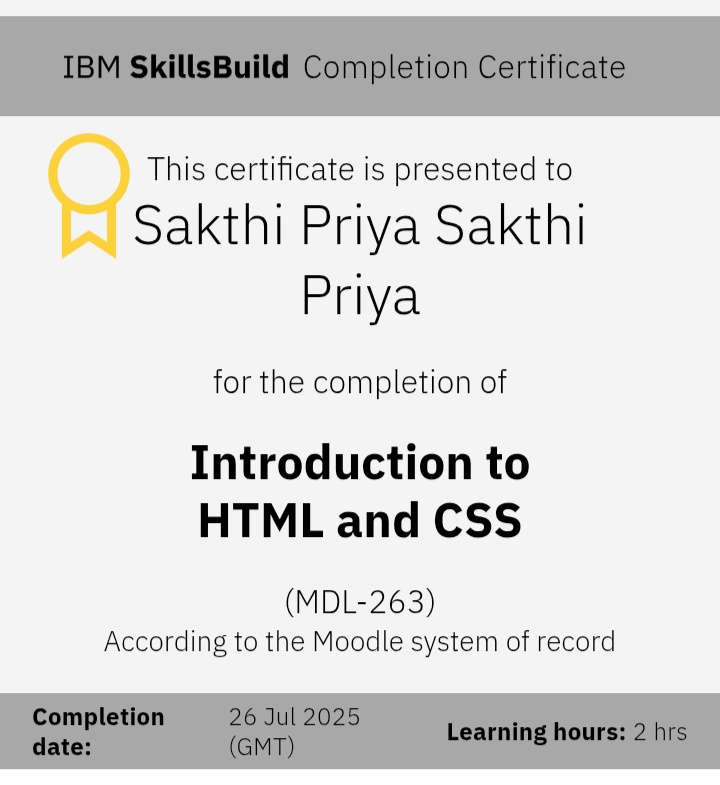 IBM SkillsBuild Completion Certificate
This certificate is presented to
Sakthi Priya Sakthi
Priya
for the completion of
Introduction to
HTML and CSS
(MDL-263)
According to the Moodle system of record
Completion
date:
26 Jul 2025
(GMT)
Learning hours: 2 hrs